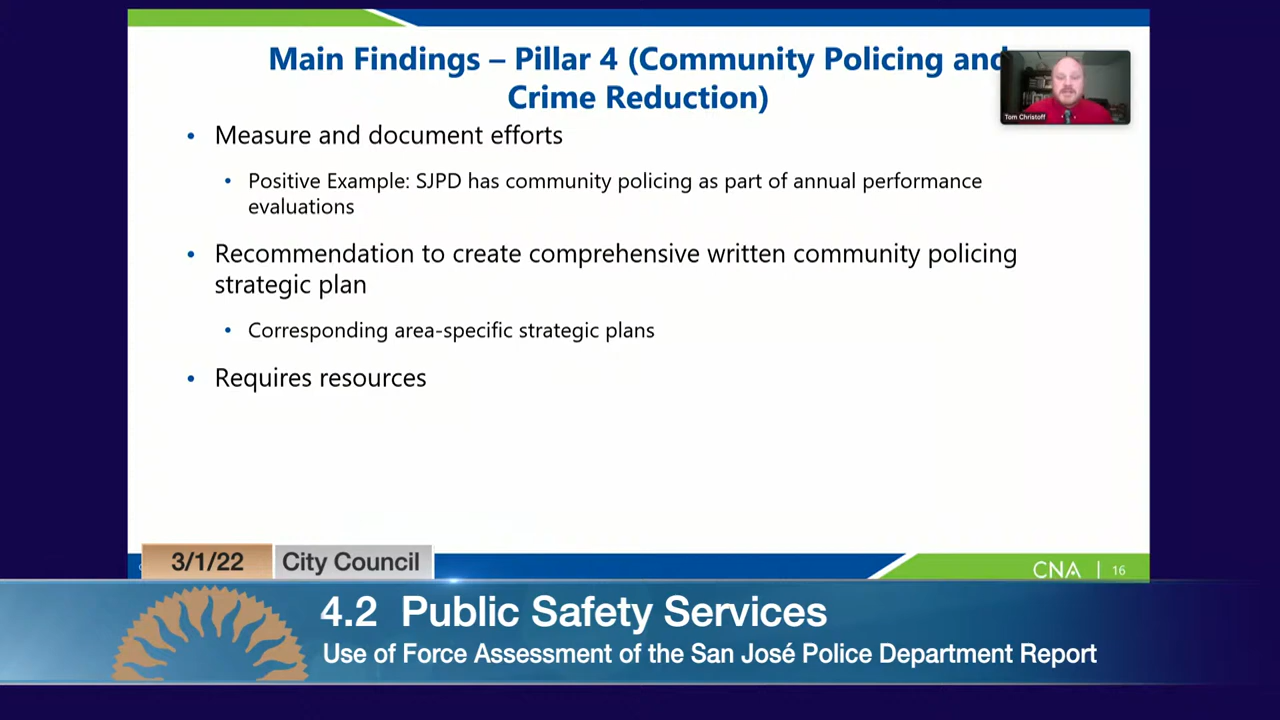 Main Findings – Pillar 4 (Community Policing and
Crime Reduction)
Tom Christoff
• Measure and document efforts
• Positive Example: SJPD has community policing as part of annual performance
evaluations
• Recommendation to create comprehensive written community policing
strategic plan
• Corresponding area-specific strategic plans
• Requires resources
3/1/22 City Council
CNA | 16
4.2 Public Safety Services
Use of Force Assessment of the San José Police Department Report